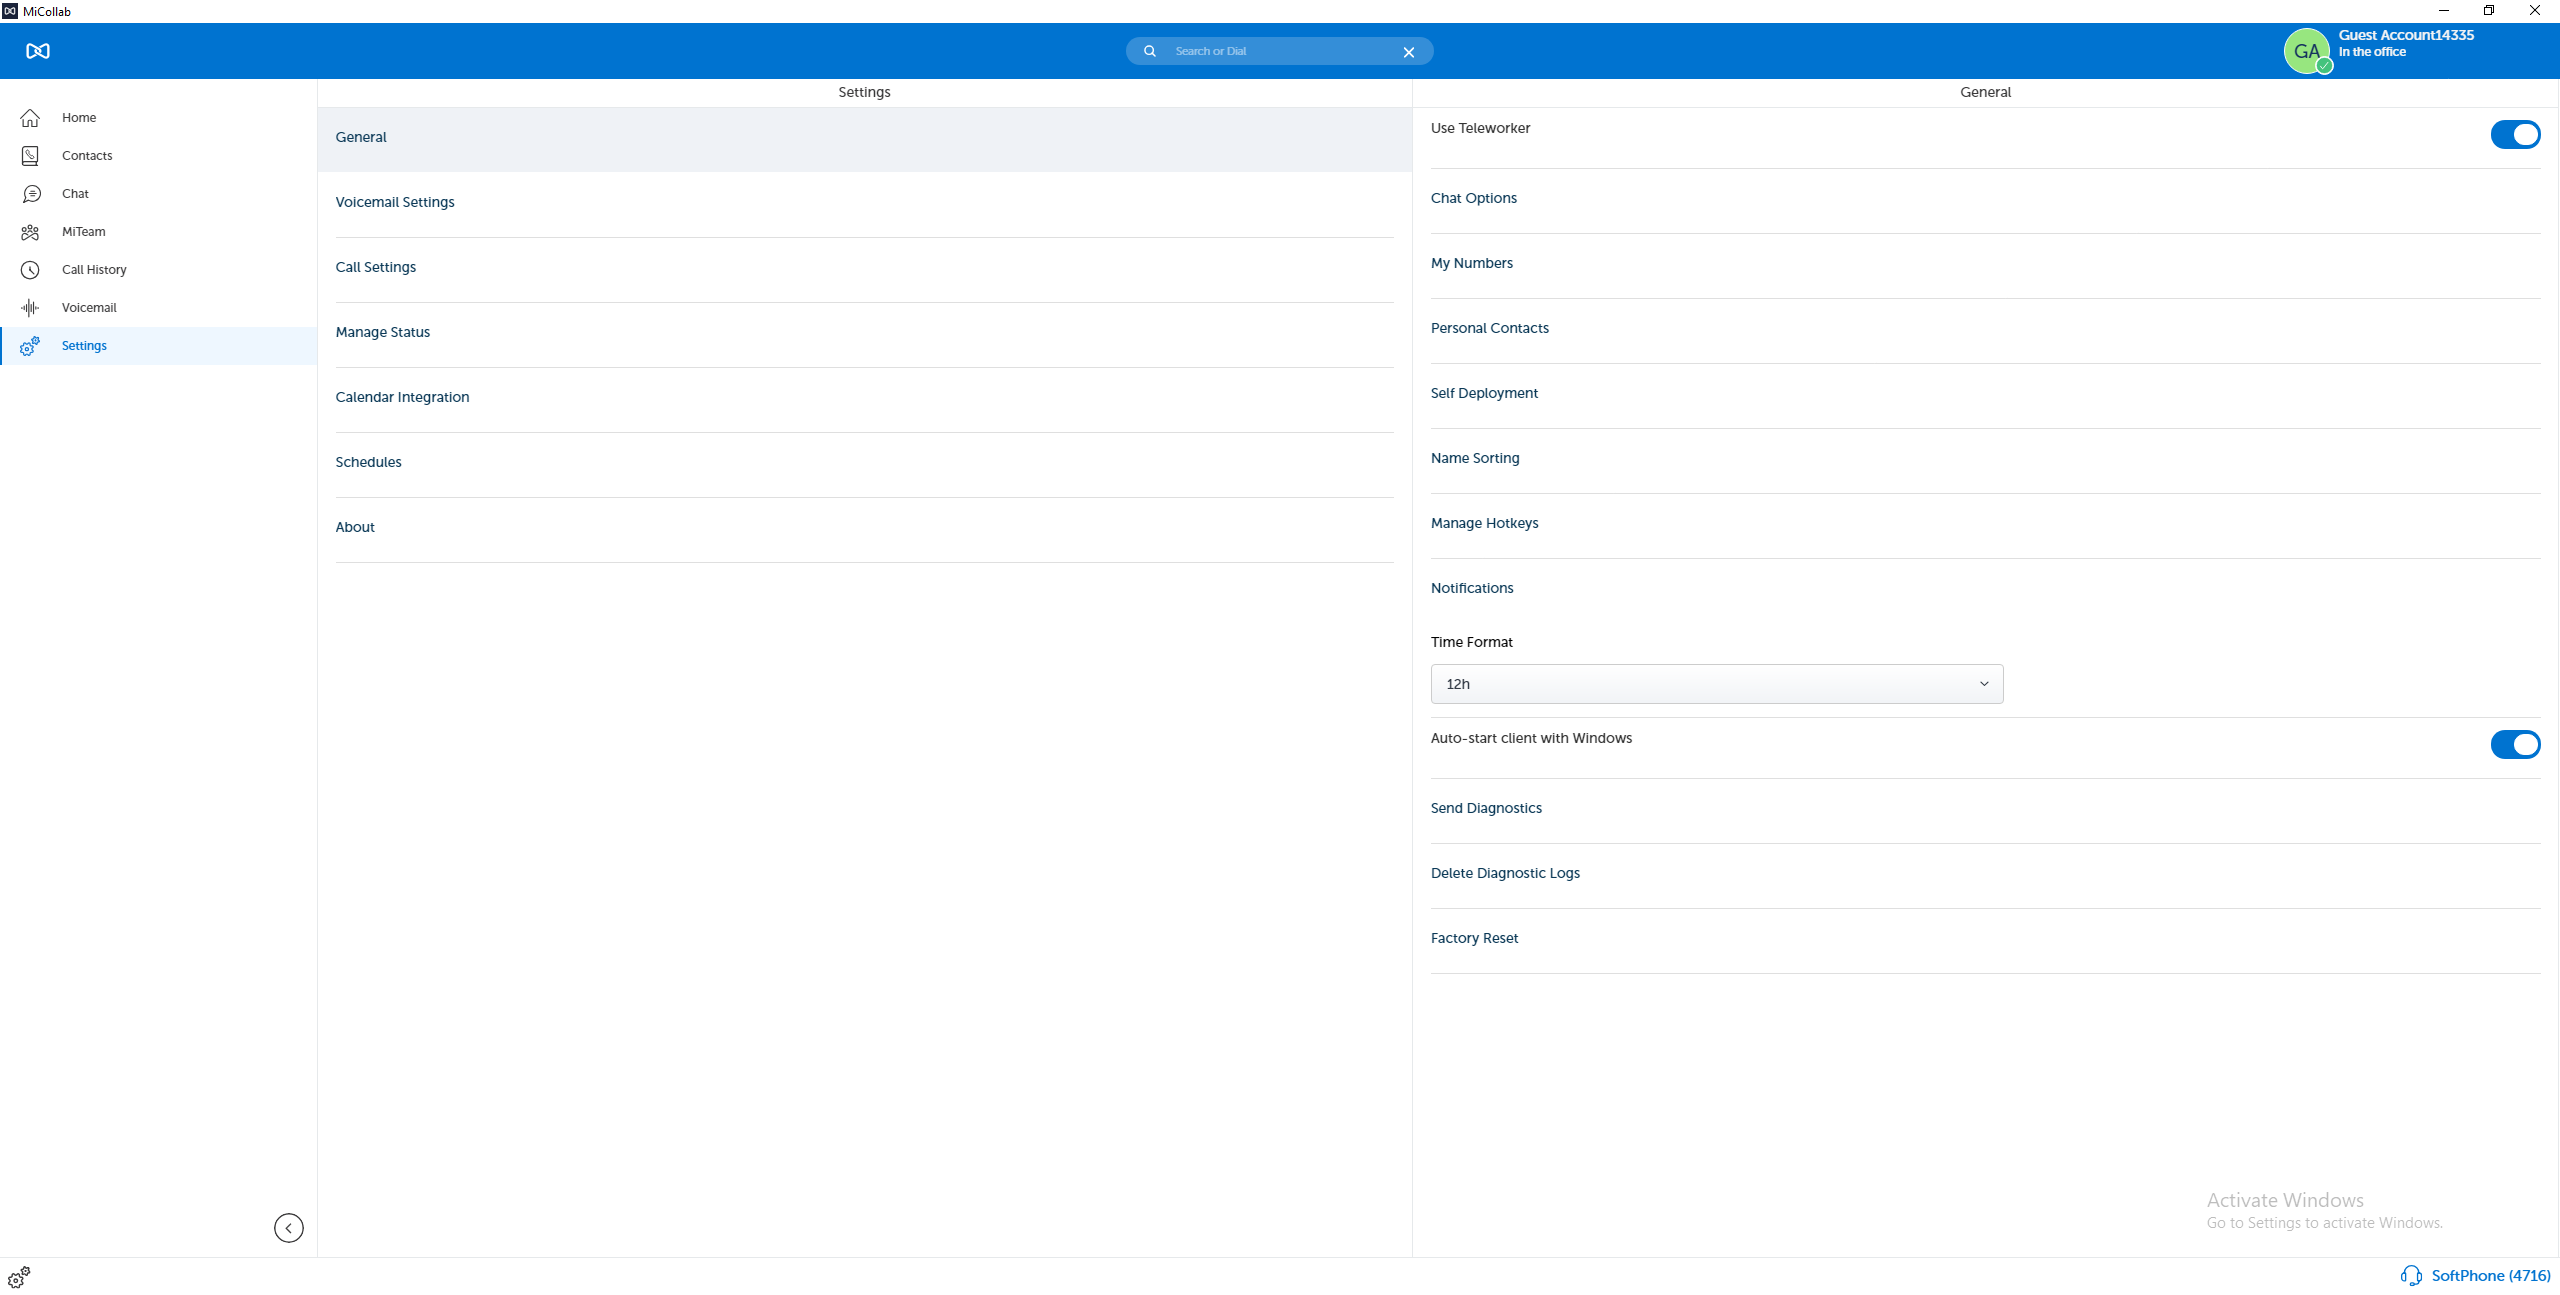 MiCollab
Search or Dial
GA
Guest Account14335
In the office
Home
Contacts
Chat
MiTeam
Call History
Voicemail
Settings
Settings
General
Voicemail Settings
Call Settings
Manage Status
Calendar Integration
Schedules
About
General
Use Teleworker
Chat Options
My Numbers
Personal Contacts
Self Deployment
Name Sorting
Manage Hotkeys
Notifications
Time Format
12h
Auto-start client with Windows
Send Diagnostics
Delete Diagnostic Logs
Factory Reset
Activate Windows
Go to Settings to activate Windows.
SoftPhone (4716)